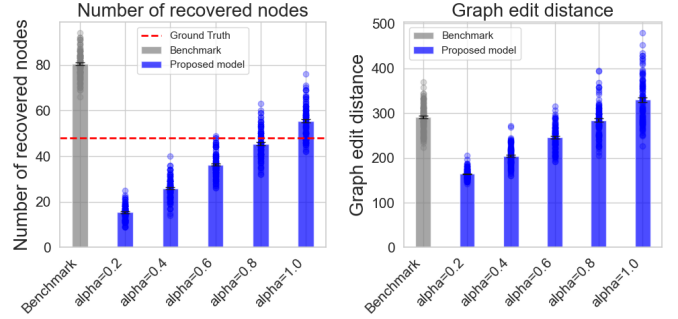 Number of recovered nodes
Number of recovered nodes
80
60
40
20
0
Ground Truth
Benchmark
Proposed model
Benchmark
alpha=0.2
alpha=0.4
alpha=0.6
alpha=0.8
alpha=1.0
Graph edit distance
Graph edit distance
500
400
300
200
100
0
Benchmark
Proposed model
Benchmark
alpha=0.2
alpha=0.4
alpha=0.6
alpha=0.8
alpha=1.0